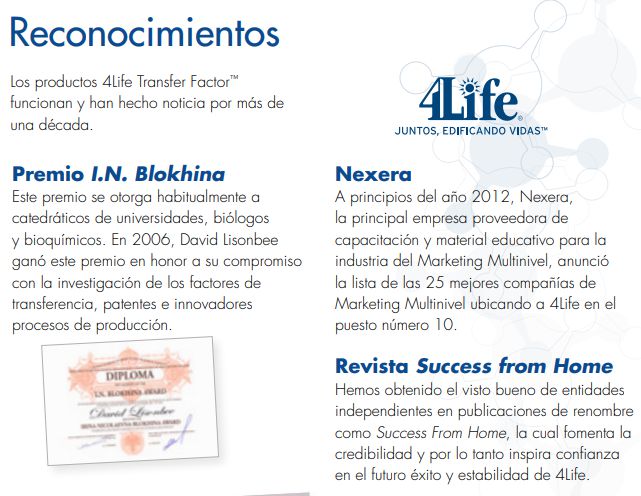 Reconocimientos
Los productos 4Life Transfer Factor™
funcionan y han hecho noticia por más de
una década.
4Life®
JUNTOS, EDIFICANDO VIDAS™
Premio I.N. Blokhina
Este premio se otorga habitualmente a
catedráticos de universidades, biólogos
y bioquímicos. En 2006, David Lisonbee
ganó este premio en honor a su compromiso
con la investigación de los factores de
transferencia, patentes e innovadores
procesos de producción.
DIPLOMA
I.N. BLOKHINA AWARD
David Lisonbee
IRINA NICOLAEVNA BLOKHINA AWARD
Nexera
A principios del año 2012, Nexera,
la principal empresa proveedora de
capacitación y material educativo para la
industria del Marketing Multinivel, anunció
la lista de las 25 mejores compañías de
Marketing Multinivel ubicando a 4Life en el
puesto número 10.
Revista Success from Home
Hemos obtenido el visto bueno de entidades
independientes en publicaciones de renombre
como Success From Home, la cual fomenta la
credibilidad y por lo tanto inspira confianza
en el futuro éxito y estabilidad de 4Life.